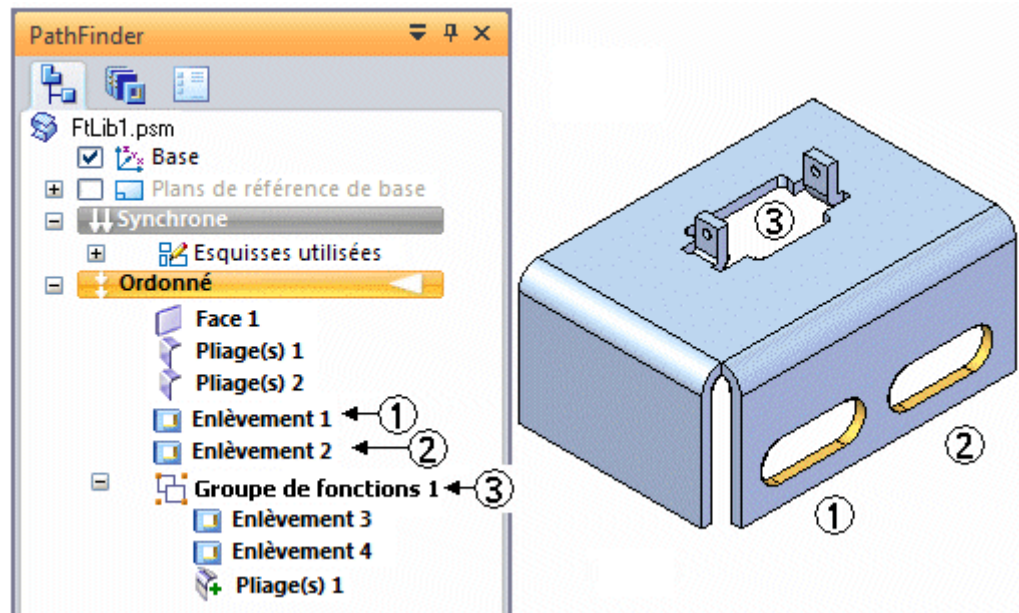 PathFinder
FtLib1.psm
Base
Plans de référence de base
Synchrone
Esquisses utilisées
Ordonné
Face 1
Pliage(s) 1
Pliage(s) 2
Enlèvement 1 1
Enlèvement 2 2
Groupe de fonctions 1 3
Enlèvement 3
Enlèvement 4
Pliage(s) 1
3
2
1